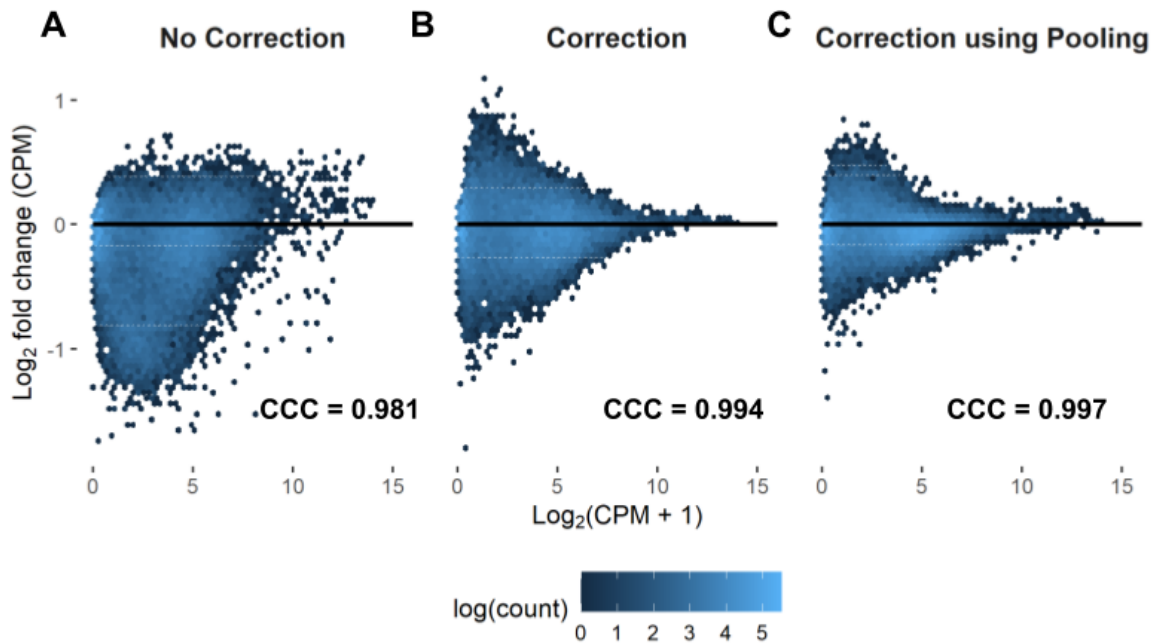 A No Correction
B Correction
C Correction using Pooling
Log₂ fold change (CPM)
1
0
-1
CCC = 0.981
CCC = 0.994
CCC = 0.997
0 5 10 15
0 5 10 15
0 5 10 15
Log₂(CPM + 1)
log(count)
0 1 2 3 4 5